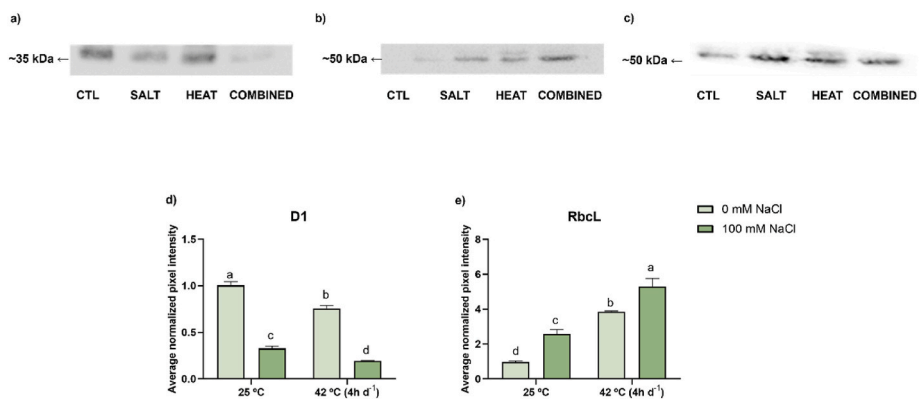 a)
~35 kDa ←
CTL SALT HEAT COMBINED
b)
~50 kDa ←
CTL SALT HEAT COMBINED
c)
~50 kDa ←
CTL SALT HEAT COMBINED
d)
D1
Average normalized pixel intensity
1.5
1.0
0.5
0.0
a
c
b
d
25 ºC 42 ºC (4h d⁻¹)
e)
RbcL
Average normalized pixel intensity
8
6
4
2
0
d
c
b
a
25 ºC 42 ºC (4h d⁻¹)
0 mM NaCl
100 mM NaCl